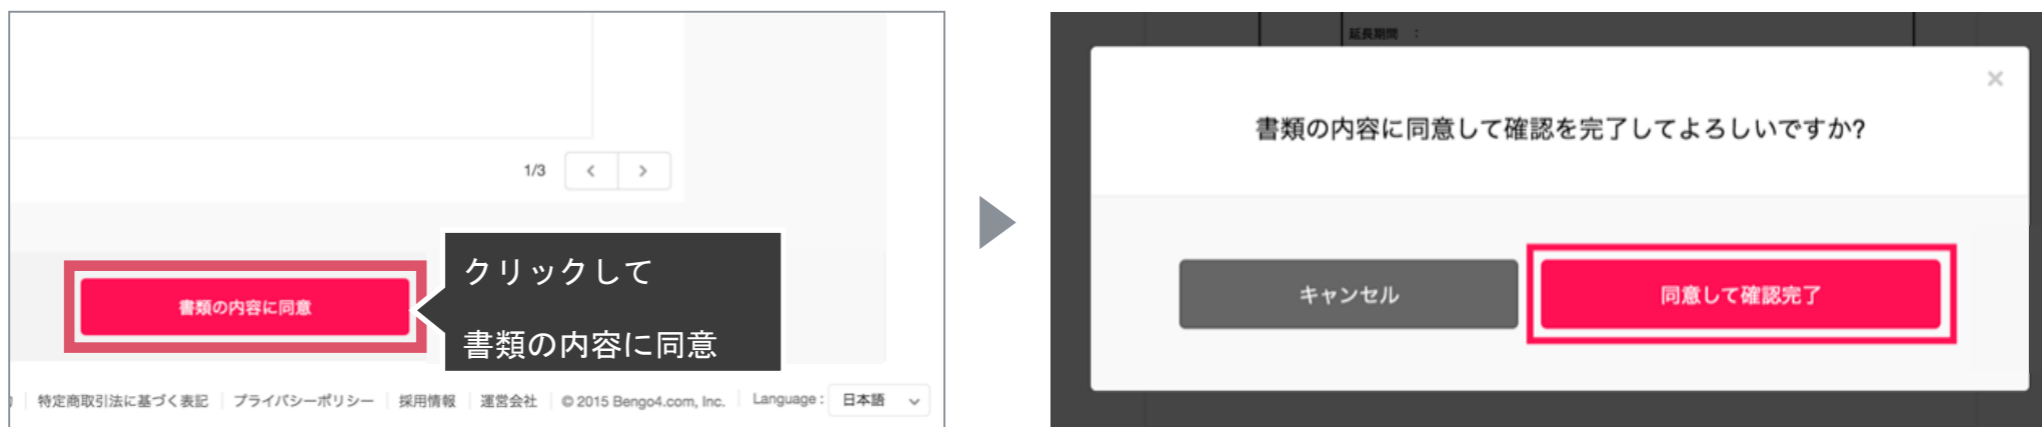 1/3
書類の内容に同意
クリックして
書類の内容に同意
特定商取引法に基づく表記 プライバシーポリシー 採用情報 運営会社 © 2015 Bengo4.com, Inc. Language : 日本語
延長期間 ：
書類の内容に同意して確認を完了してよろしいですか?
キャンセル
同意して確認完了